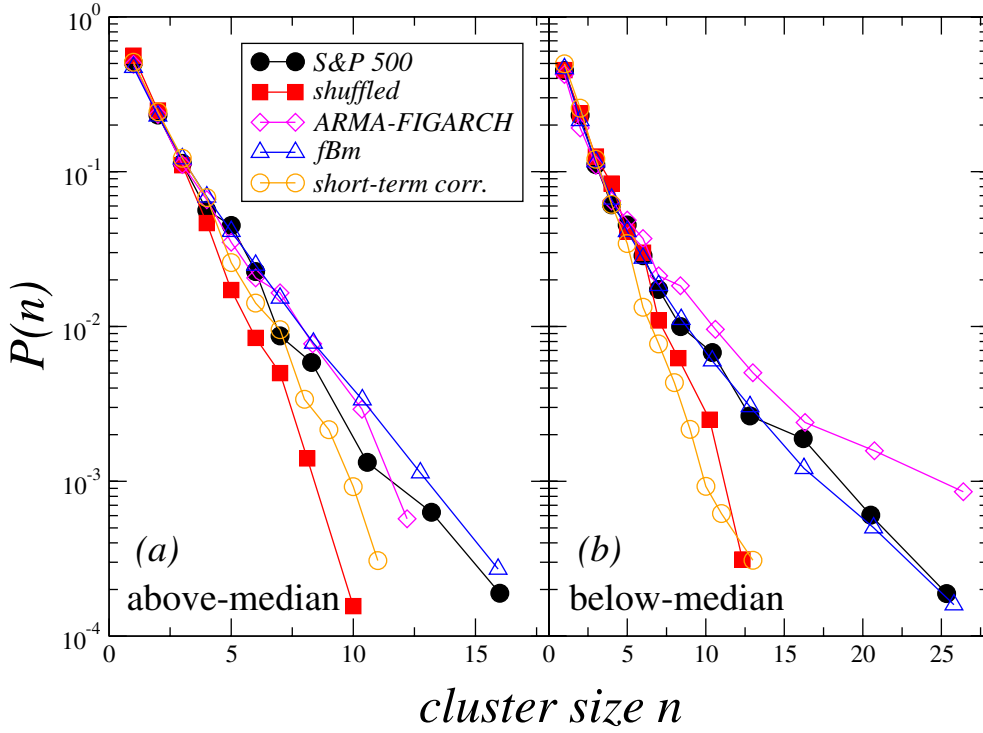 10^0
10^-1
10^-2
10^-3
10^-4
P(n)
S&P 500
shuffled
ARMA-FIGARCH
fBm
short-term corr.
(a)
above-median
(b)
below-median
0 5 10 15 0 5 10 15 20 25
cluster size n